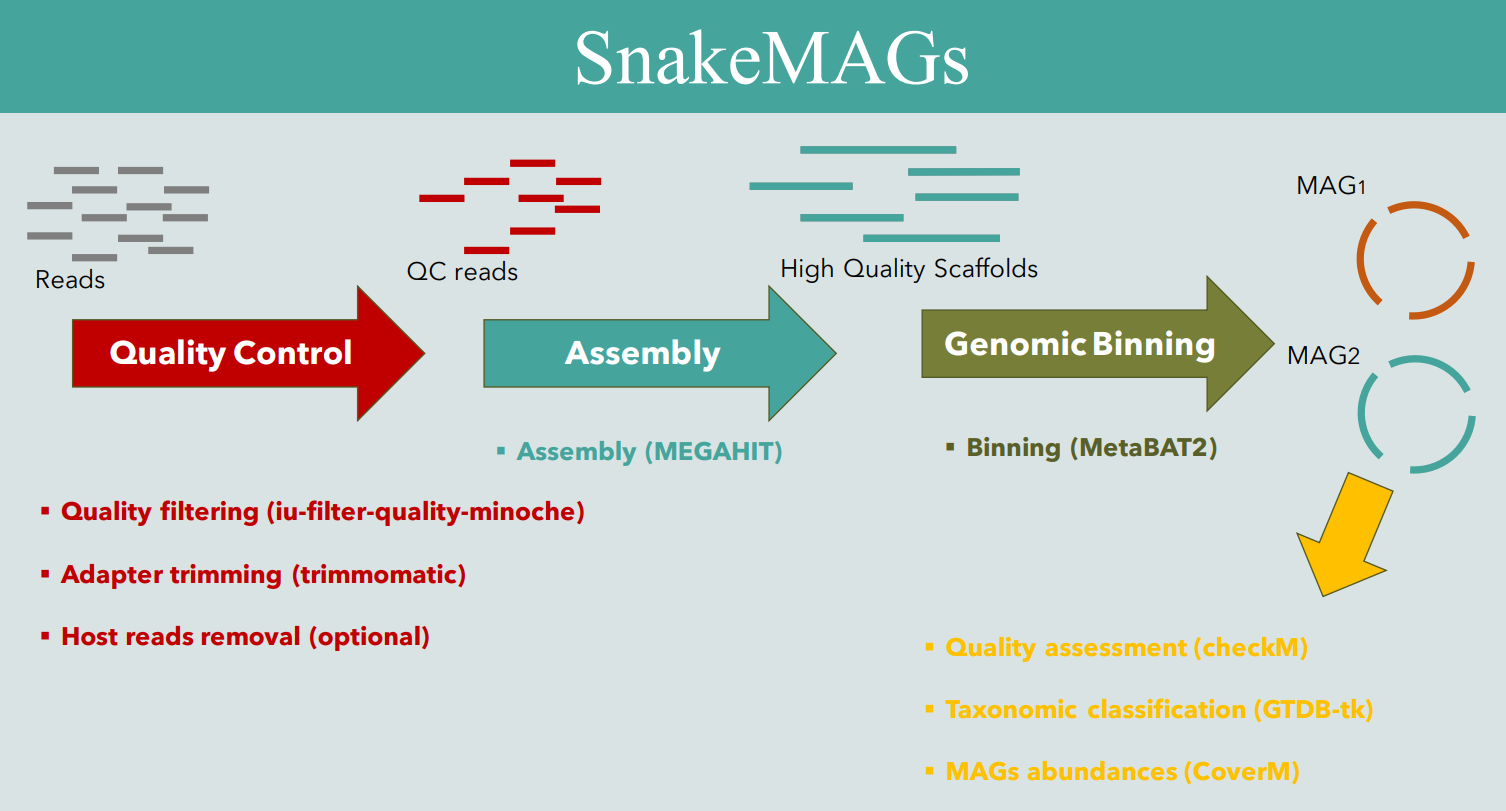 SnakeMAGs
Reads
QC reads
High Quality Scaffolds
MAG1
MAG2
Quality Control
Assembly
Genomic Binning
▪ Quality filtering (iu-filter-quality-minoche)
▪ Adapter trimming (trimmomatic)
▪ Host reads removal (optional)
▪ Assembly (MEGAHIT)
▪ Binning (MetaBAT2)
▪ Quality assessment (checkM)
▪ Taxonomic classification (GTDB-tk)
▪ MAGs abundances (CoverM)